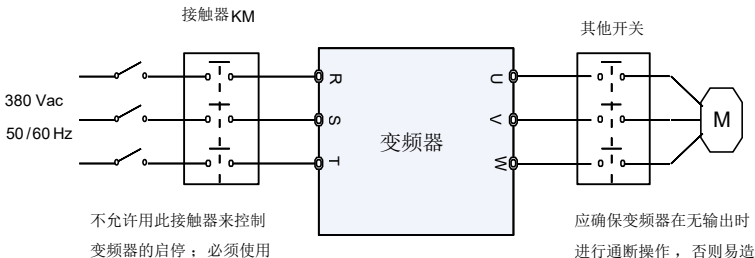 接触器KM
其他开关
380 Vac
50/60 Hz
R
S
T
变频器
U
V
W
M
不允许用此接触器来控制
变频器的启停；必须使用
应确保变频器在无输出时
进行通断操作，否则易造